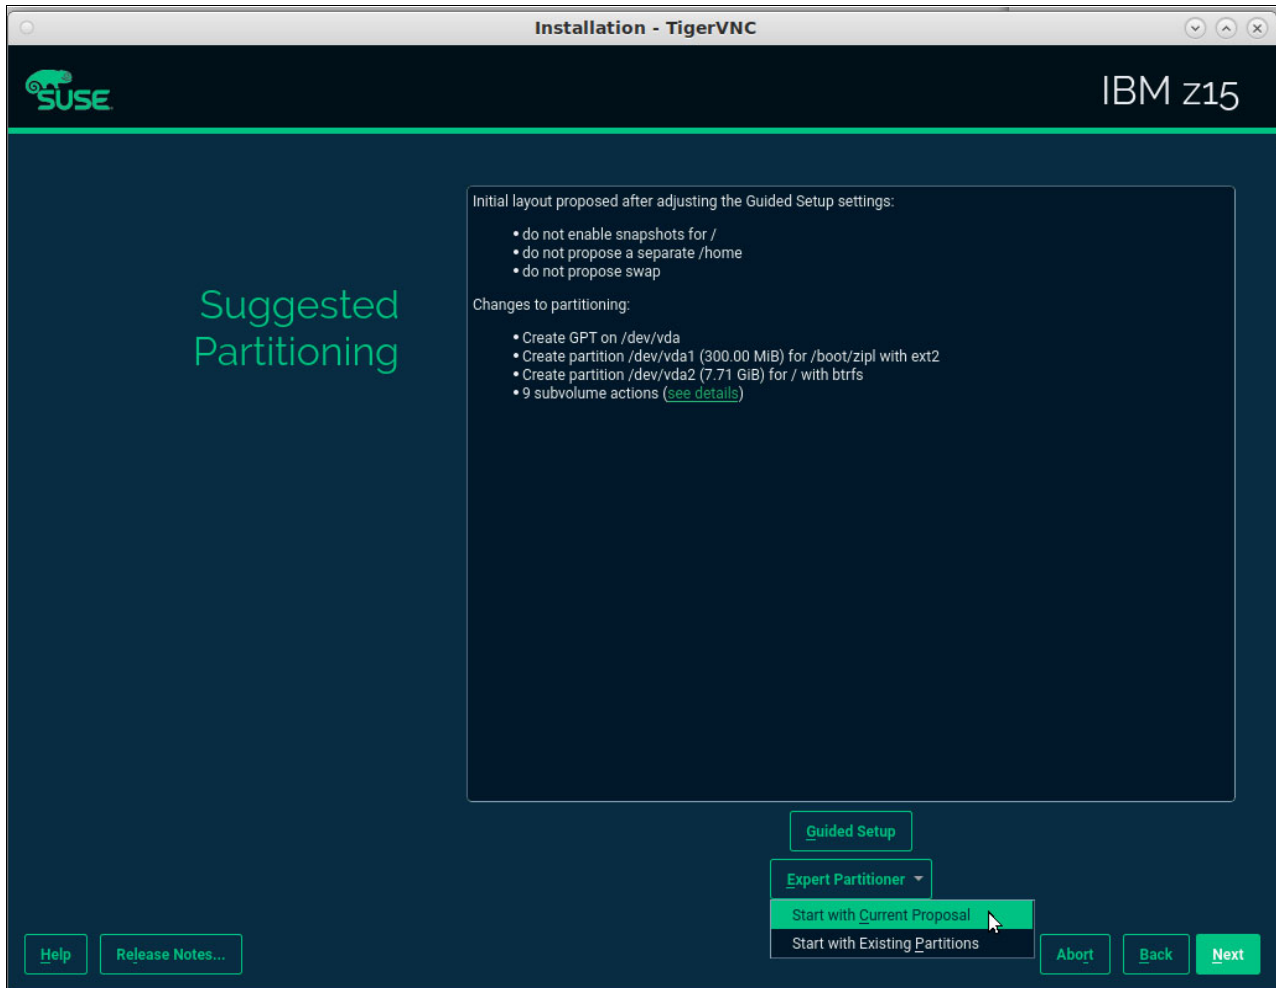 Installation - TigerVNC
SUSE
IBM z15
Suggested
Partitioning
Initial layout proposed after adjusting the Guided Setup settings:
• do not enable snapshots for /
• do not propose a separate /home
• do not propose swap
Changes to partitioning:
• Create GPT on /dev/vda
• Create partition /dev/vda1 (300.00 MiB) for /boot/zipl with ext2
• Create partition /dev/vda2 (7.71 GiB) for / with btrfs
• 9 subvolume actions (see details)
Guided Setup
Expert Partitioner
Start with Current Proposal
Start with Existing Partitions
Help
Release Notes...
Abort
Back
Next